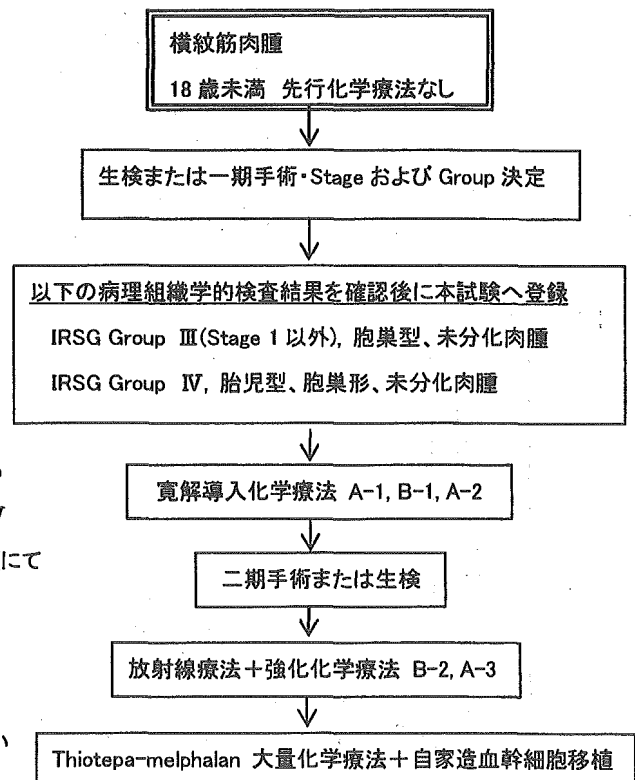 横紋筋肉腫
18 歳未満 先行化学療法なし
生検または一期手術・Stage および Group 決定
以下の病理組織学的検査結果を確認後に本試験へ登録
IRSG Group Ⅲ(Stage 1 以外), 胞巣型、未分化肉腫
IRSG Group Ⅳ, 胎児型、胞巣形、未分化肉腫
寛解導入化学療法 A-1, B-1, A-2
にて
二期手術または生検
放射線療法+強化化学療法 B-2, A-3
Thiotepa-melphalan 大量化学療法+自家造血幹細胞移植